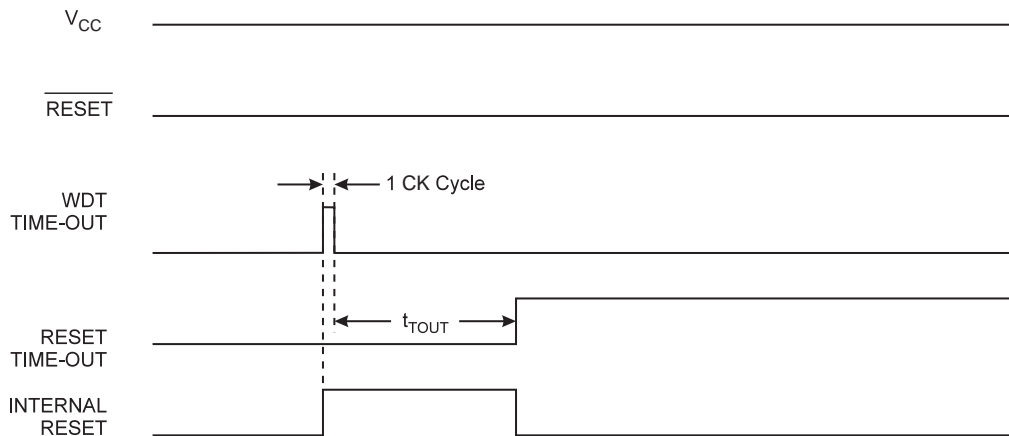 VCC
RESET
1 CK Cycle
WDT
TIME-OUT
tTOUT
RESET
TIME-OUT
INTERNAL
RESET